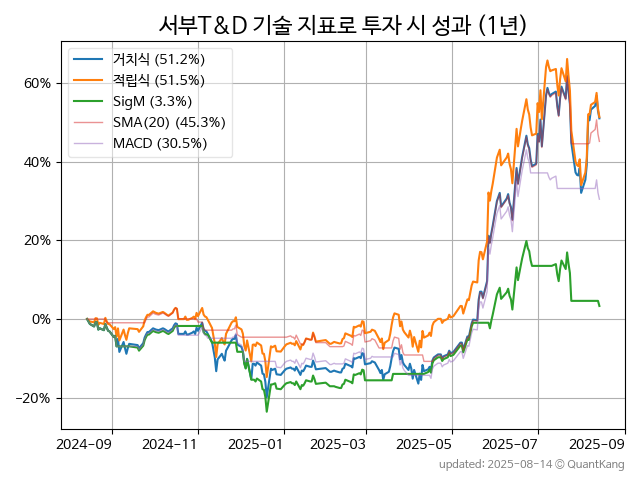 서부T&D 기술 지표로 투자 시 성과 (1년)
거치식 (51.2%)
적립식 (51.5%)
SigM (3.3%)
SMA(20) (45.3%)
MACD (30.5%)
60%
40%
20%
0%
−20%
2024-09 2024-11 2025-01 2025-03 2025-05 2025-07 2025-09
updated: 2025-08-14 © QuantKang